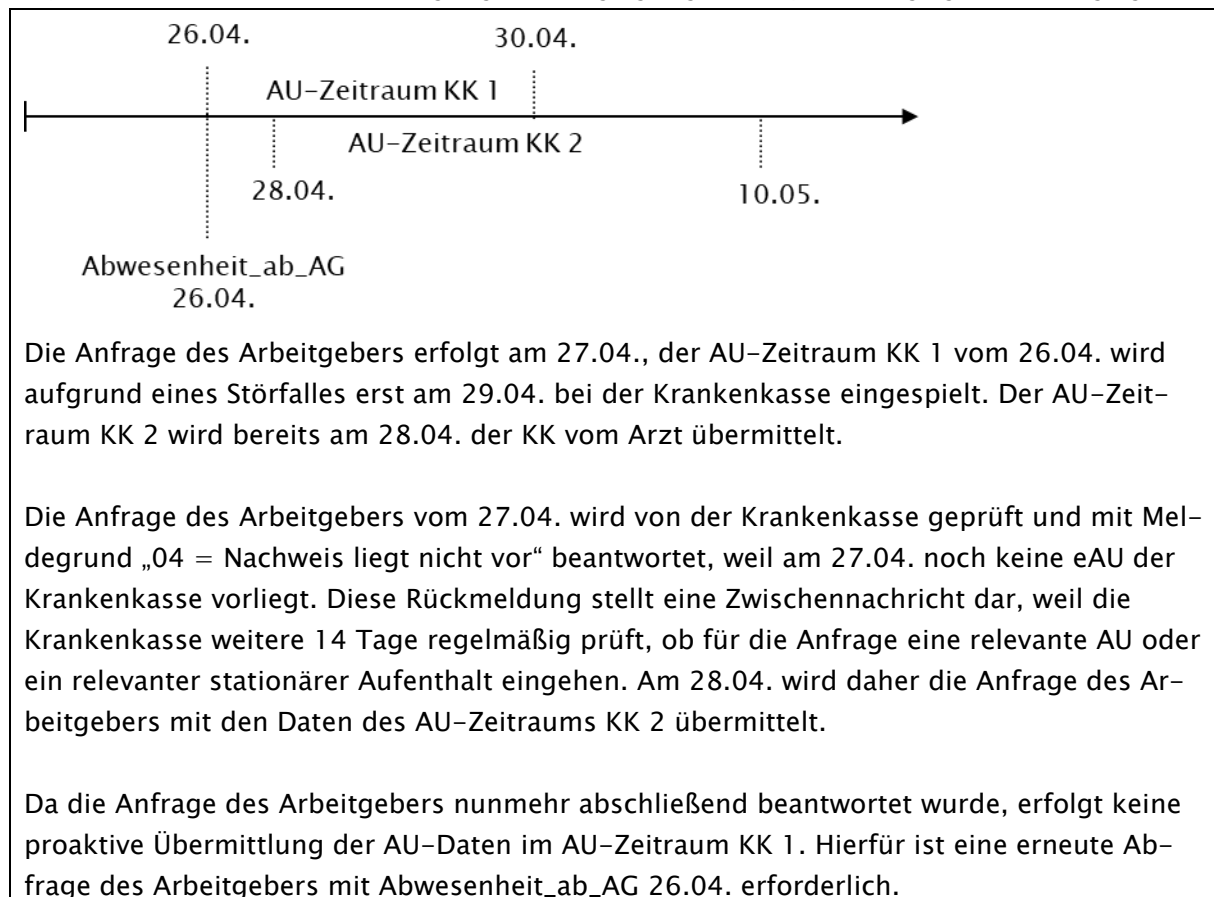 26.04.
30.04.
AU-Zeitraum KK 1
AU-Zeitraum KK 2
28.04.
10.05.
Abwesenheit_ab_AG
26.04.
Die Anfrage des Arbeitgebers erfolgt am 27.04., der AU-Zeitraum KK 1 vom 26.04. wird
aufgrund eines Störfalles erst am 29.04. bei der Krankenkasse eingespielt. Der AU-Zeit-
raum KK 2 wird bereits am 28.04. der KK vom Arzt übermittelt.
Die Anfrage des Arbeitgebers vom 27.04. wird von der Krankenkasse geprüft und mit Mel-
degrund „04 = Nachweis liegt nicht vor“ beantwortet, weil am 27.04. noch keine eAU der
Krankenkasse vorliegt. Diese Rückmeldung stellt eine Zwischennachricht dar, weil die
Krankenkasse weitere 14 Tage regelmäßig prüft, ob für die Anfrage eine relevante AU oder
ein relevanter stationärer Aufenthalt eingehen. Am 28.04. wird daher die Anfrage des Ar-
beitgebers mit den Daten des AU-Zeitraums KK 2 übermittelt.
Da die Anfrage des Arbeitgebers nunmehr abschließend beantwortet wurde, erfolgt keine
proaktive Übermittlung der AU-Daten im AU-Zeitraum KK 1. Hierfür ist eine erneute Ab-
frage des Arbeitgebers mit Abwesenheit_ab_AG 26.04. erforderlich.